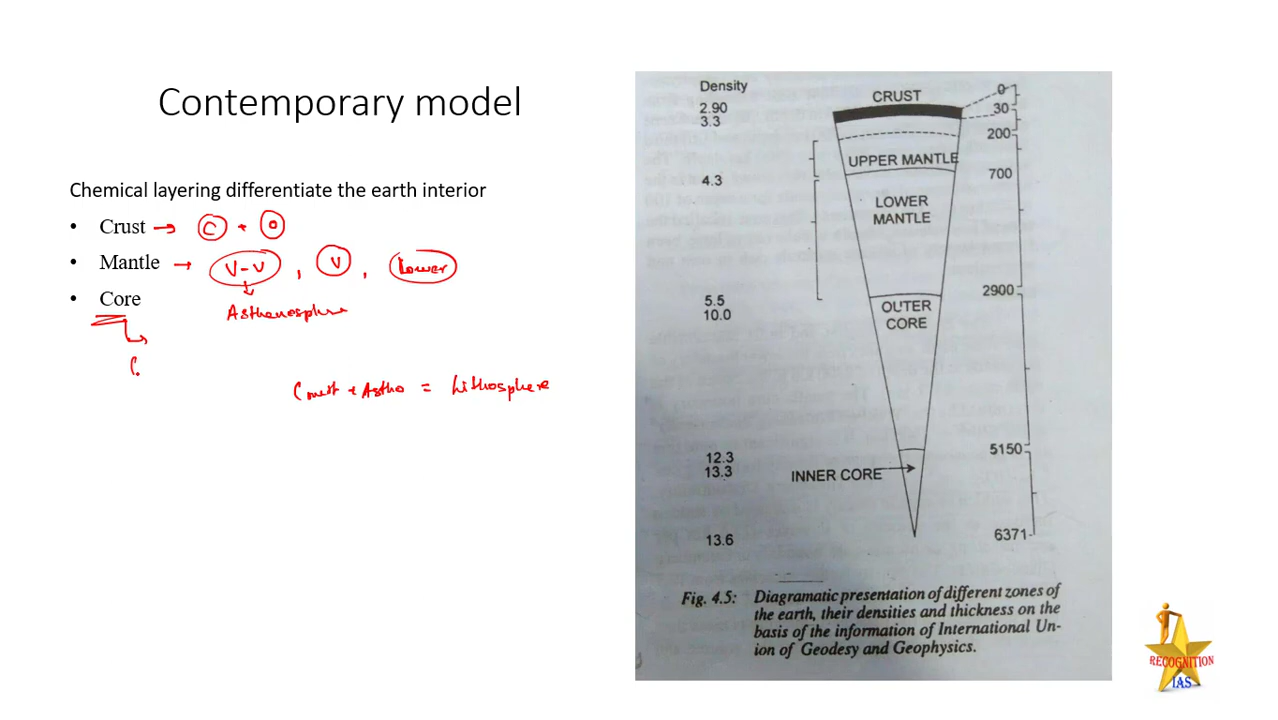 Contemporary model
Chemical layering differentiate the earth interior
• Crust → C + O
• Mantle → U-U, U, Lower
Asthenosphere
• Core
C.
Crust + Astho = Lithosphere
Density
2.90
3.3
4.3
5.5
10.0
12.3
13.3
13.6
CRUST
UPPER MANTLE
LOWER
MANTLE
OUTER
CORE
INNER CORE
0
30
200
700
2900
5150
6371
Fig. 4.5: Diagramatic presentation of different zones of
the earth, their densities and thickness on the
basis of the information of International Un-
ion of Geodesy and Geophysics.
RECOGNITION
IAS